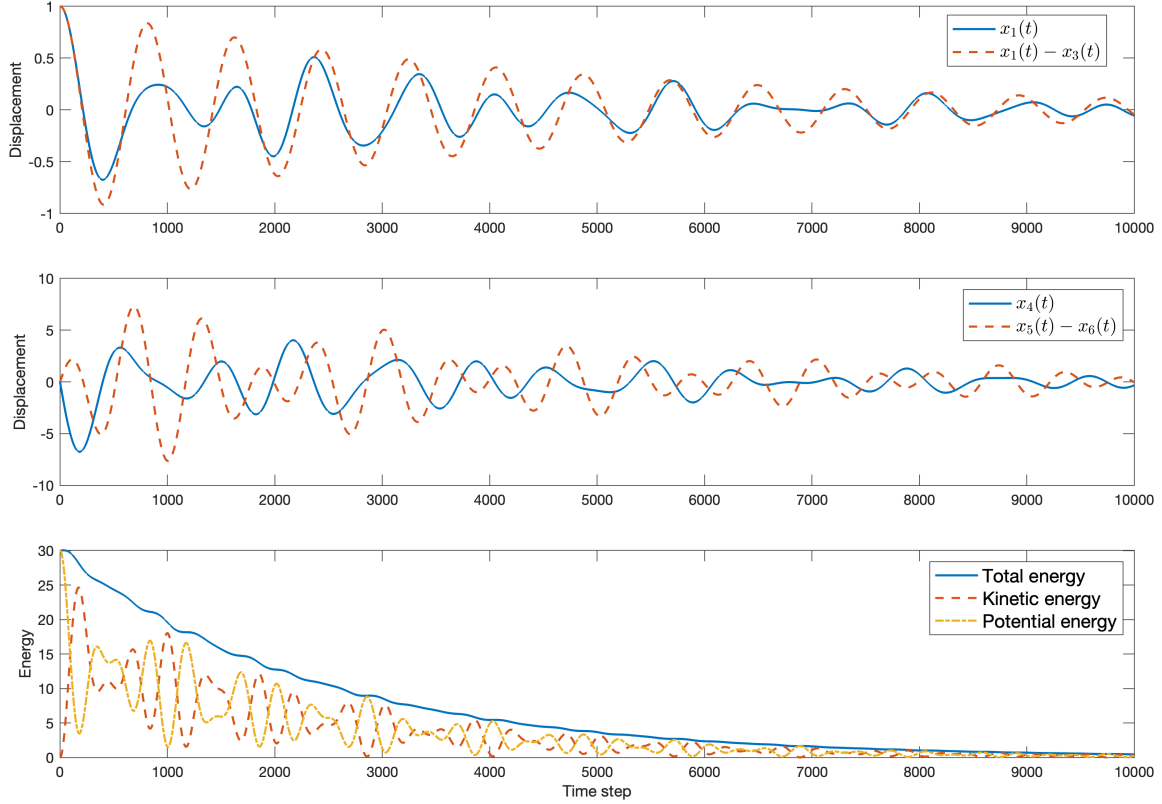 1
0.5
0
-0.5
-1
Displacement
x₁(t)
x₁(t) − x₃(t)
0 1000 2000 3000 4000 5000 6000 7000 8000 9000 10000
10
5
0
-5
-10
Displacement
x₄(t)
x₅(t) − x₆(t)
0 1000 2000 3000 4000 5000 6000 7000 8000 9000 10000
30
25
20
15
10
5
0
Energy
Total energy
Kinetic energy
Potential energy
0 1000 2000 3000 4000 5000 6000 7000 8000 9000 10000
Time step